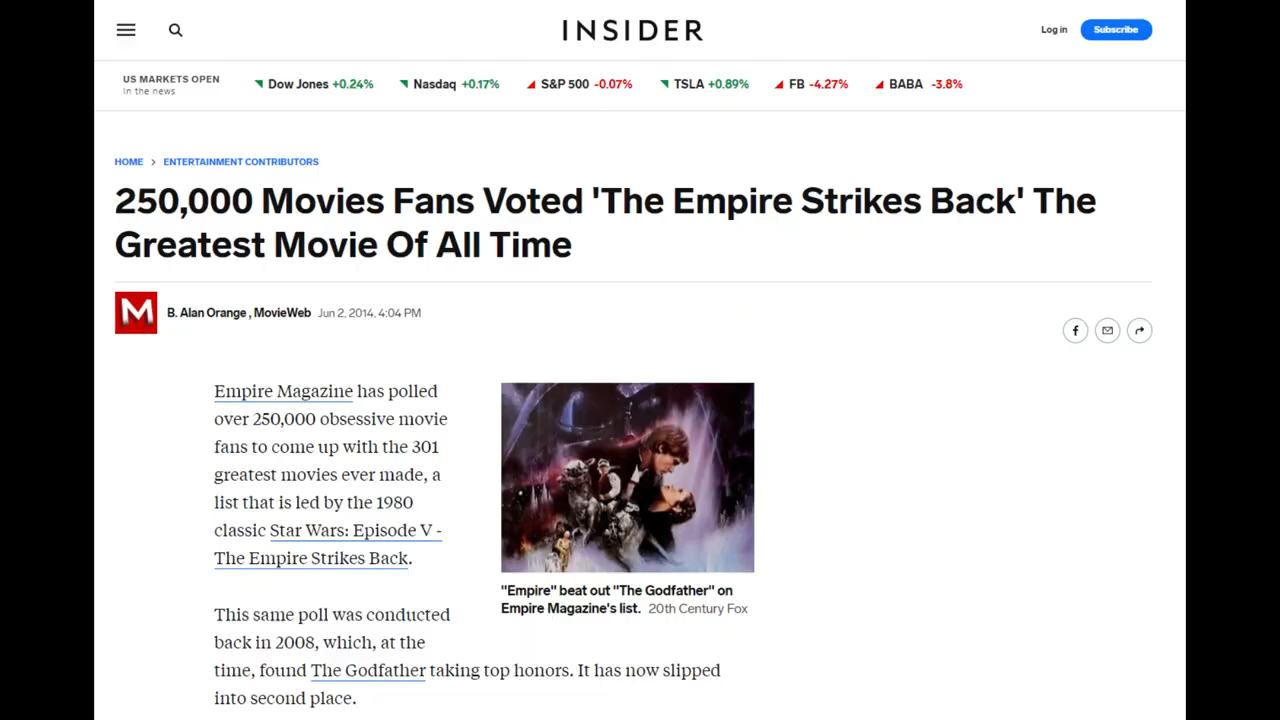 INSIDER
Log in
Subscribe
US MARKETS OPEN
In the news
Dow Jones +0.24%
Nasdaq +0.17%
S&P 500 -0.07%
TSLA +0.89%
FB -4.27%
BABA -3.8%
HOME > ENTERTAINMENT CONTRIBUTORS
250,000 Movies Fans Voted 'The Empire Strikes Back' The
Greatest Movie Of All Time
M
B. Alan Orange , MovieWeb Jun 2, 2014, 4:04 PM
f
Empire Magazine has polled
over 250,000 obsessive movie
fans to come up with the 301
greatest movies ever made, a
list that is led by the 1980
classic Star Wars: Episode V -
The Empire Strikes Back.
"Empire" beat out "The Godfather" on
Empire Magazine's list. 20th Century Fox
This same poll was conducted
back in 2008, which, at the
time, found The Godfather taking top honors. It has now slipped
into second place.